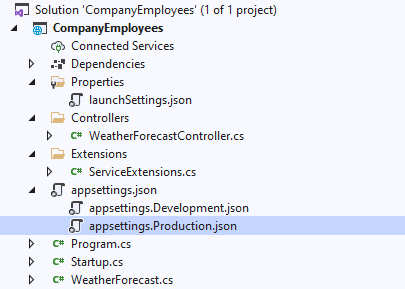 Solution 'CompanyEmployees' (1 of 1 project)
CompanyEmployees
Connected Services
Dependencies
Properties
launchSettings.json
Controllers
C# WeatherForecastController.cs
Extensions
C# ServiceExtensions.cs
appsettings.json
appsettings.Development.json
appsettings.Production.json
C# Program.cs
C# Startup.cs
C# WeatherForecast.cs